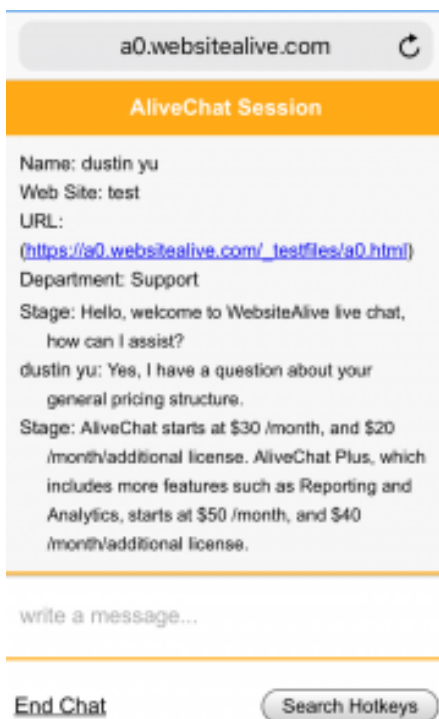 a0.websitealive.com
AliveChat Session
Name: dustin yu
Web Site: test
URL:
(https://a0.websitealive.com/_testfiles/a0.html)
Department: Support
Stage: Hello, welcome to WebsiteAlive live chat,
how can I assist?
dustin yu: Yes, I have a question about your
general pricing structure.
Stage: AliveChat starts at $30 /month, and $20
/month/additional license. AliveChat Plus, which
includes more features such as Reporting and
Analytics, starts at $50 /month, and $40
/month/additional license.
write a message...
End Chat
Search Hotkeys